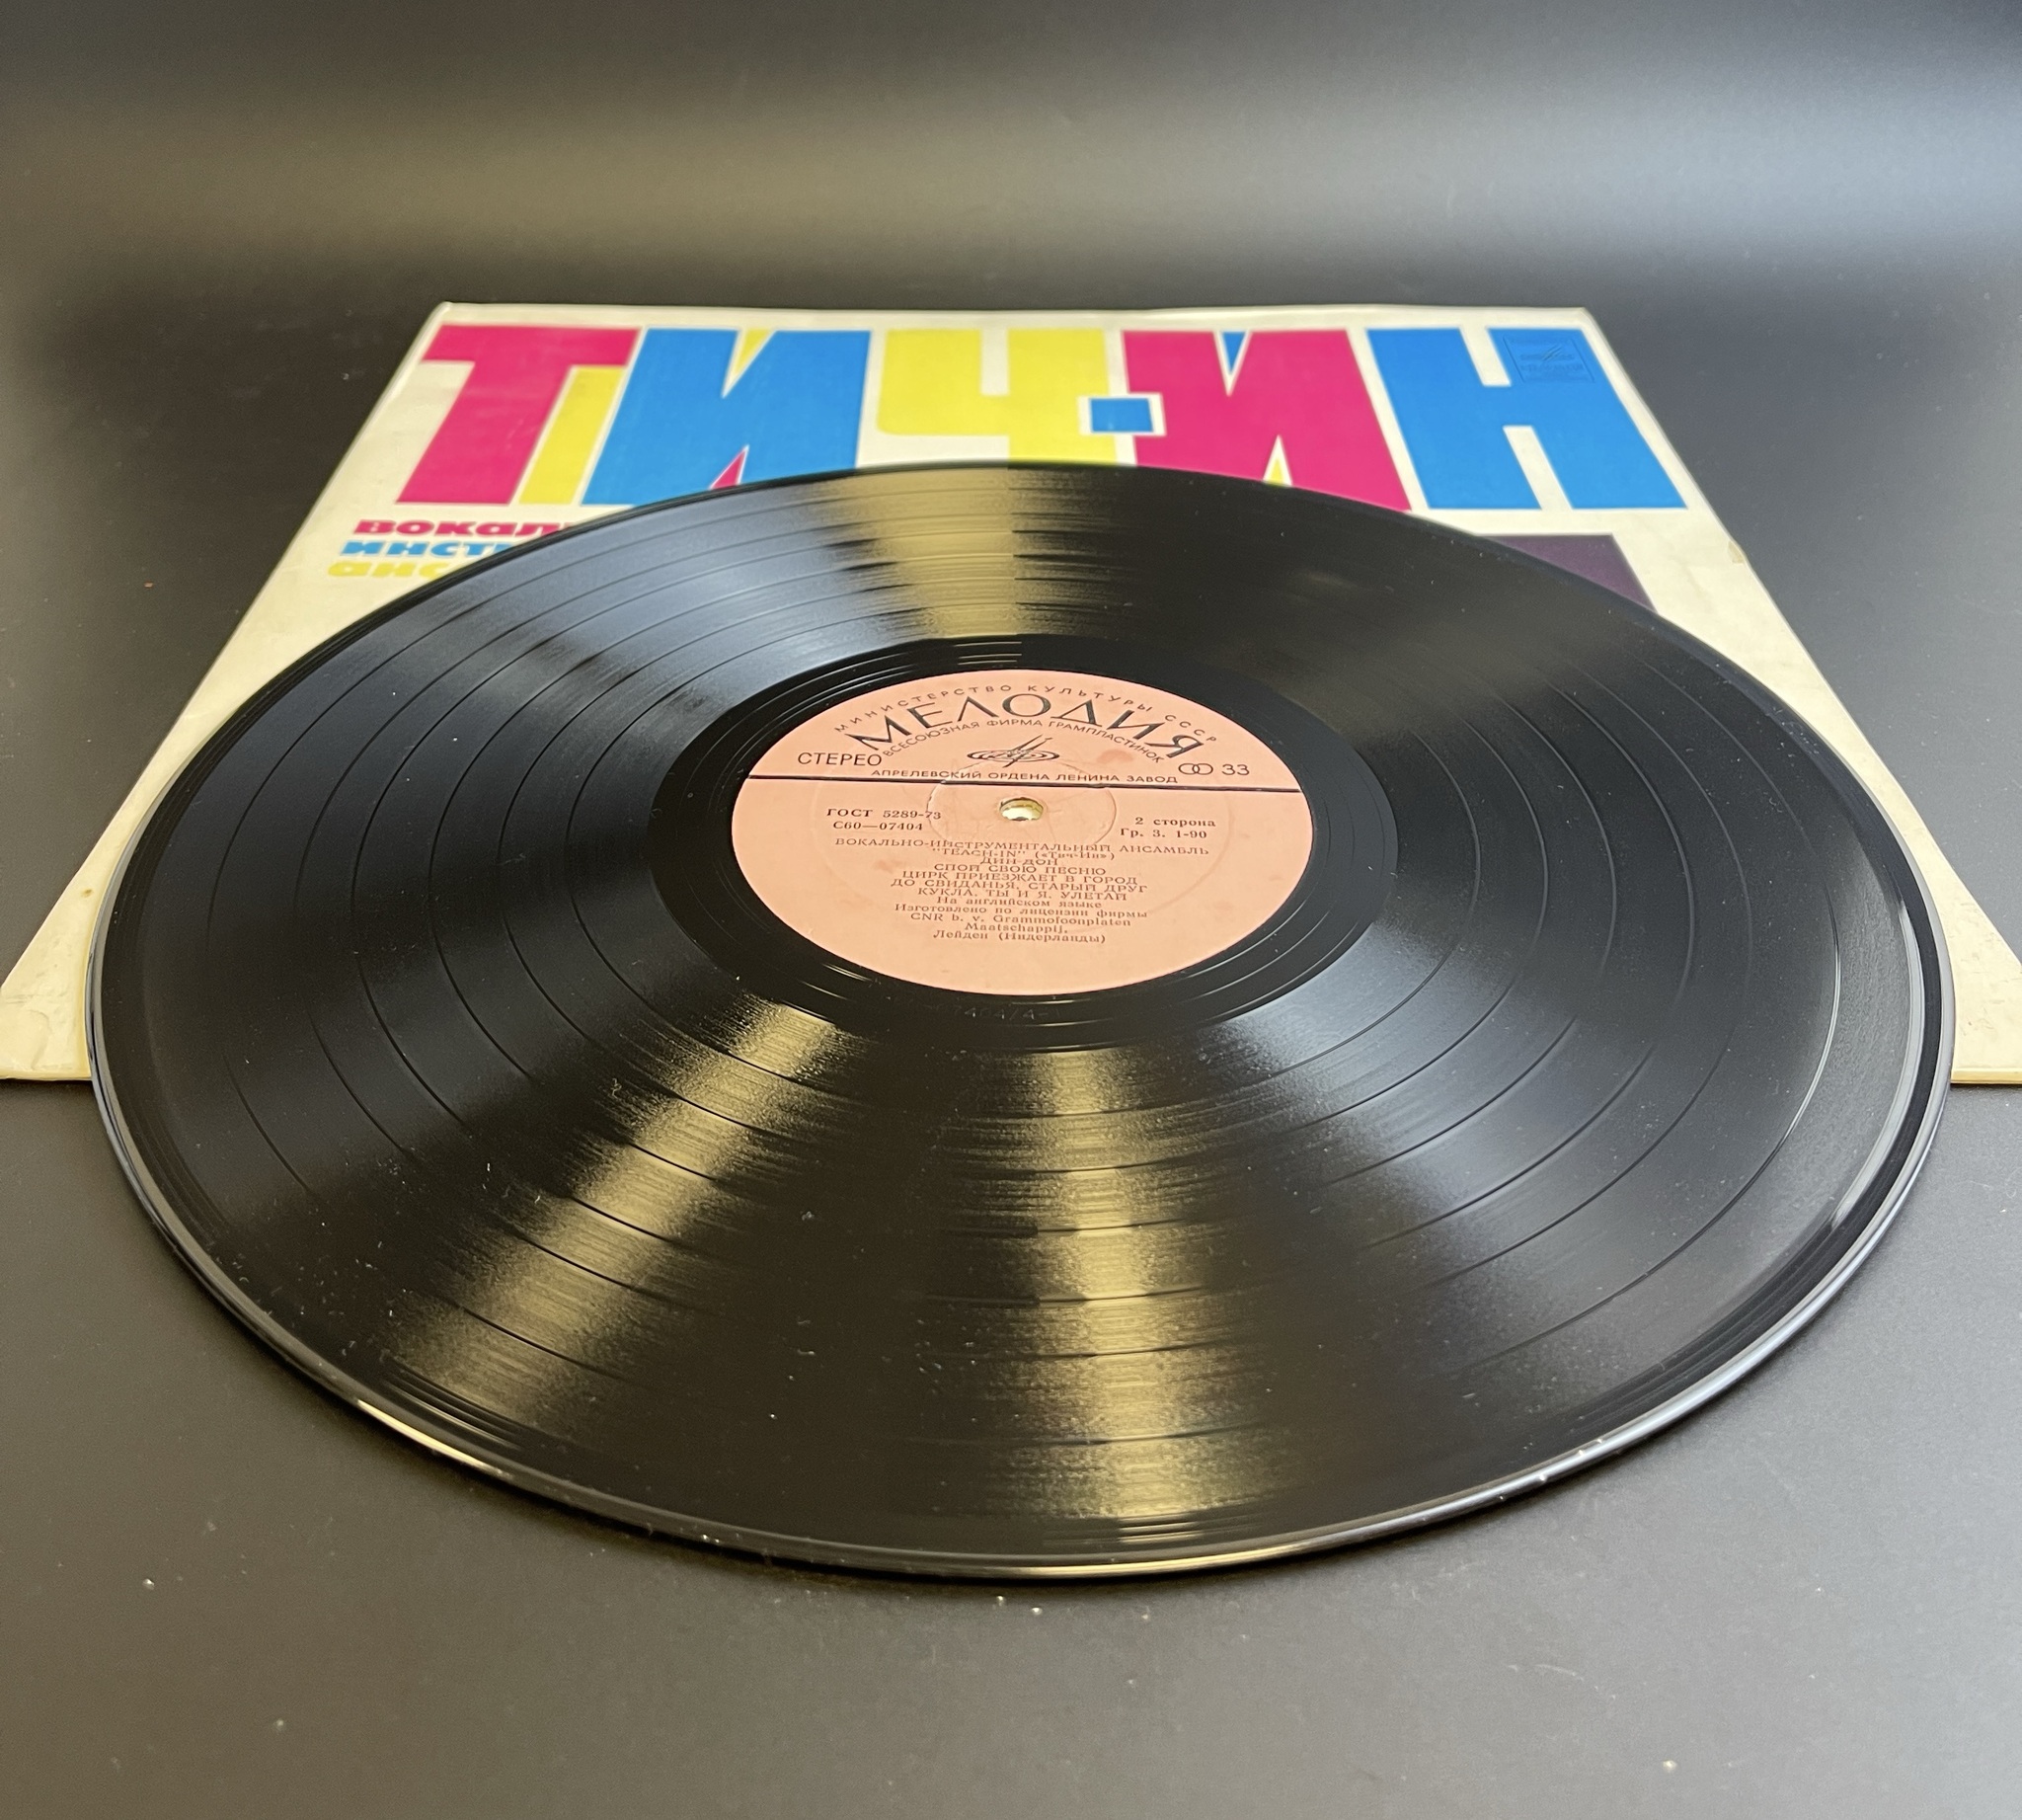 ТИЧ-ИН
вокал
инст
анс
МИНИСТЕРСТВО КУЛЬТУРЫ СССР
МЕЛОДИЯ
ВСЕСОЮЗНАЯ ФИРМА ГРАМПЛАСТИНОК
СТЕРЕО
33
АПРЕЛЕВСКИЙ ОРДЕНА ЛЕНИНА ЗАВОД
ГОСТ 5289-73
2 сторона
С60—07404
Гр. 3. 1-90
ВОКАЛЬНО-ИНСТРУМЕНТАЛЬНЫЙ АНСАМБЛЬ
"TEACH-IN" («Тич-Ин»)
ДИН-ДОН
СПОЙ СВОЮ ПЕСНЮ
ЦИРК ПРИЕЗЖАЕТ В ГОРОД
ДО СВИДАНЬЯ, СТАРЫЙ ДРУГ
КУКЛА. ТЫ И Я. УЛЕТАЙ
На английском языке
Изготовлено по лицензии фирмы
CNR b. v. Grammofoonplaten
Maatschappij,
Лейден (Нидерланды)